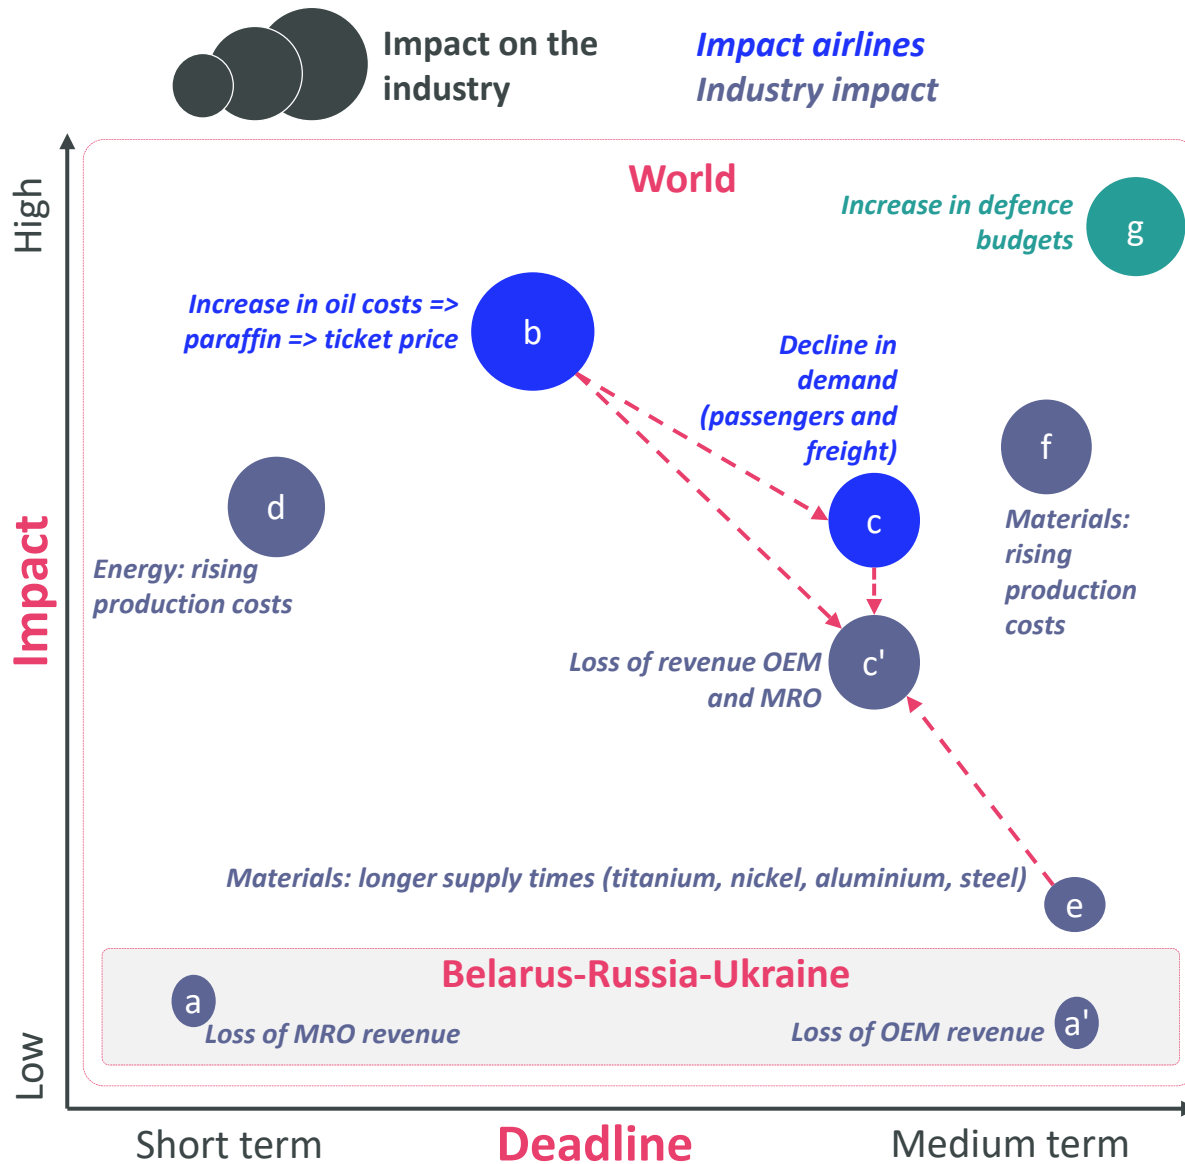 Impact on the
industry
Impact airlines
Industry impact
High
World
Increase in defence
budgets
g
Increase in oil costs =>
paraffin => ticket price
b
Decline in
demand
(passengers and
freight)
c
f
Materials:
rising
production
costs
d
Energy: rising
production costs
Impact
Loss of revenue OEM
and MRO
c'
Materials: longer supply times (titanium, nickel, aluminium, steel)
e
Belarus-Russia-Ukraine
a
Loss of MRO revenue
Loss of OEM revenue
a'
Low
Short term
Deadline
Medium term